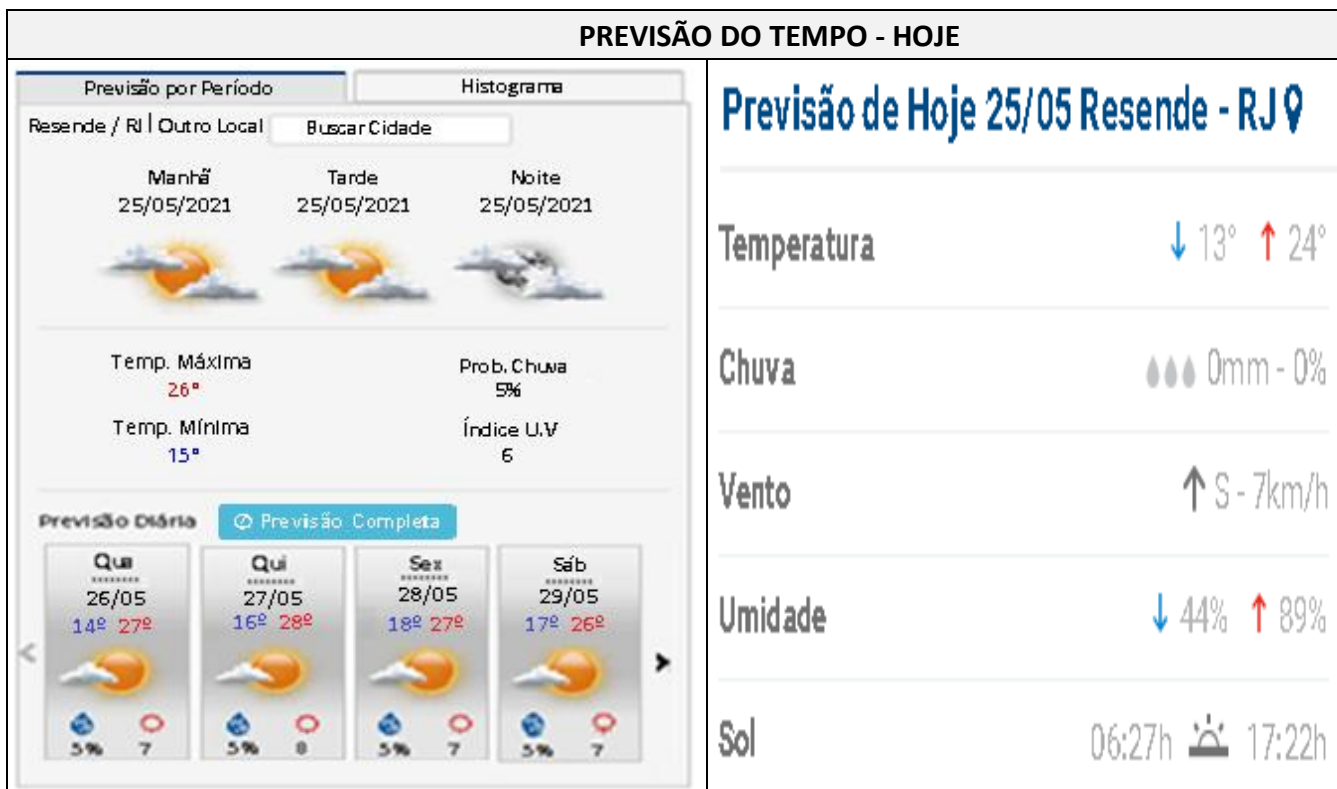 PREVISÃO DO TEMPO - HOJE
Previsão por Período Histograma
Resende / RJ | Outro Local Buscar Cidade
Manhã Tarde Noite
25/05/2021 25/05/2021 25/05/2021
Temp. Máxima Prob. Chuva
26° 5%
Temp. Mínima Índice U.V
15° 6
Previsão Diária Previsão Completa
Qua Qui Sex Sáb
26/05 27/05 28/05 29/05
14º 27º 16º 28º 18º 27º 17º 26º
5% 7 5% 8 5% 7 5% 7
Previsão de Hoje 25/05 Resende - RJ
Temperatura ↓ 13° ↑ 24°
Chuva 0mm - 0%
Vento ↑ S - 7km/h
Umidade ↓ 44% ↑ 89%
Sol 06:27h 17:22h